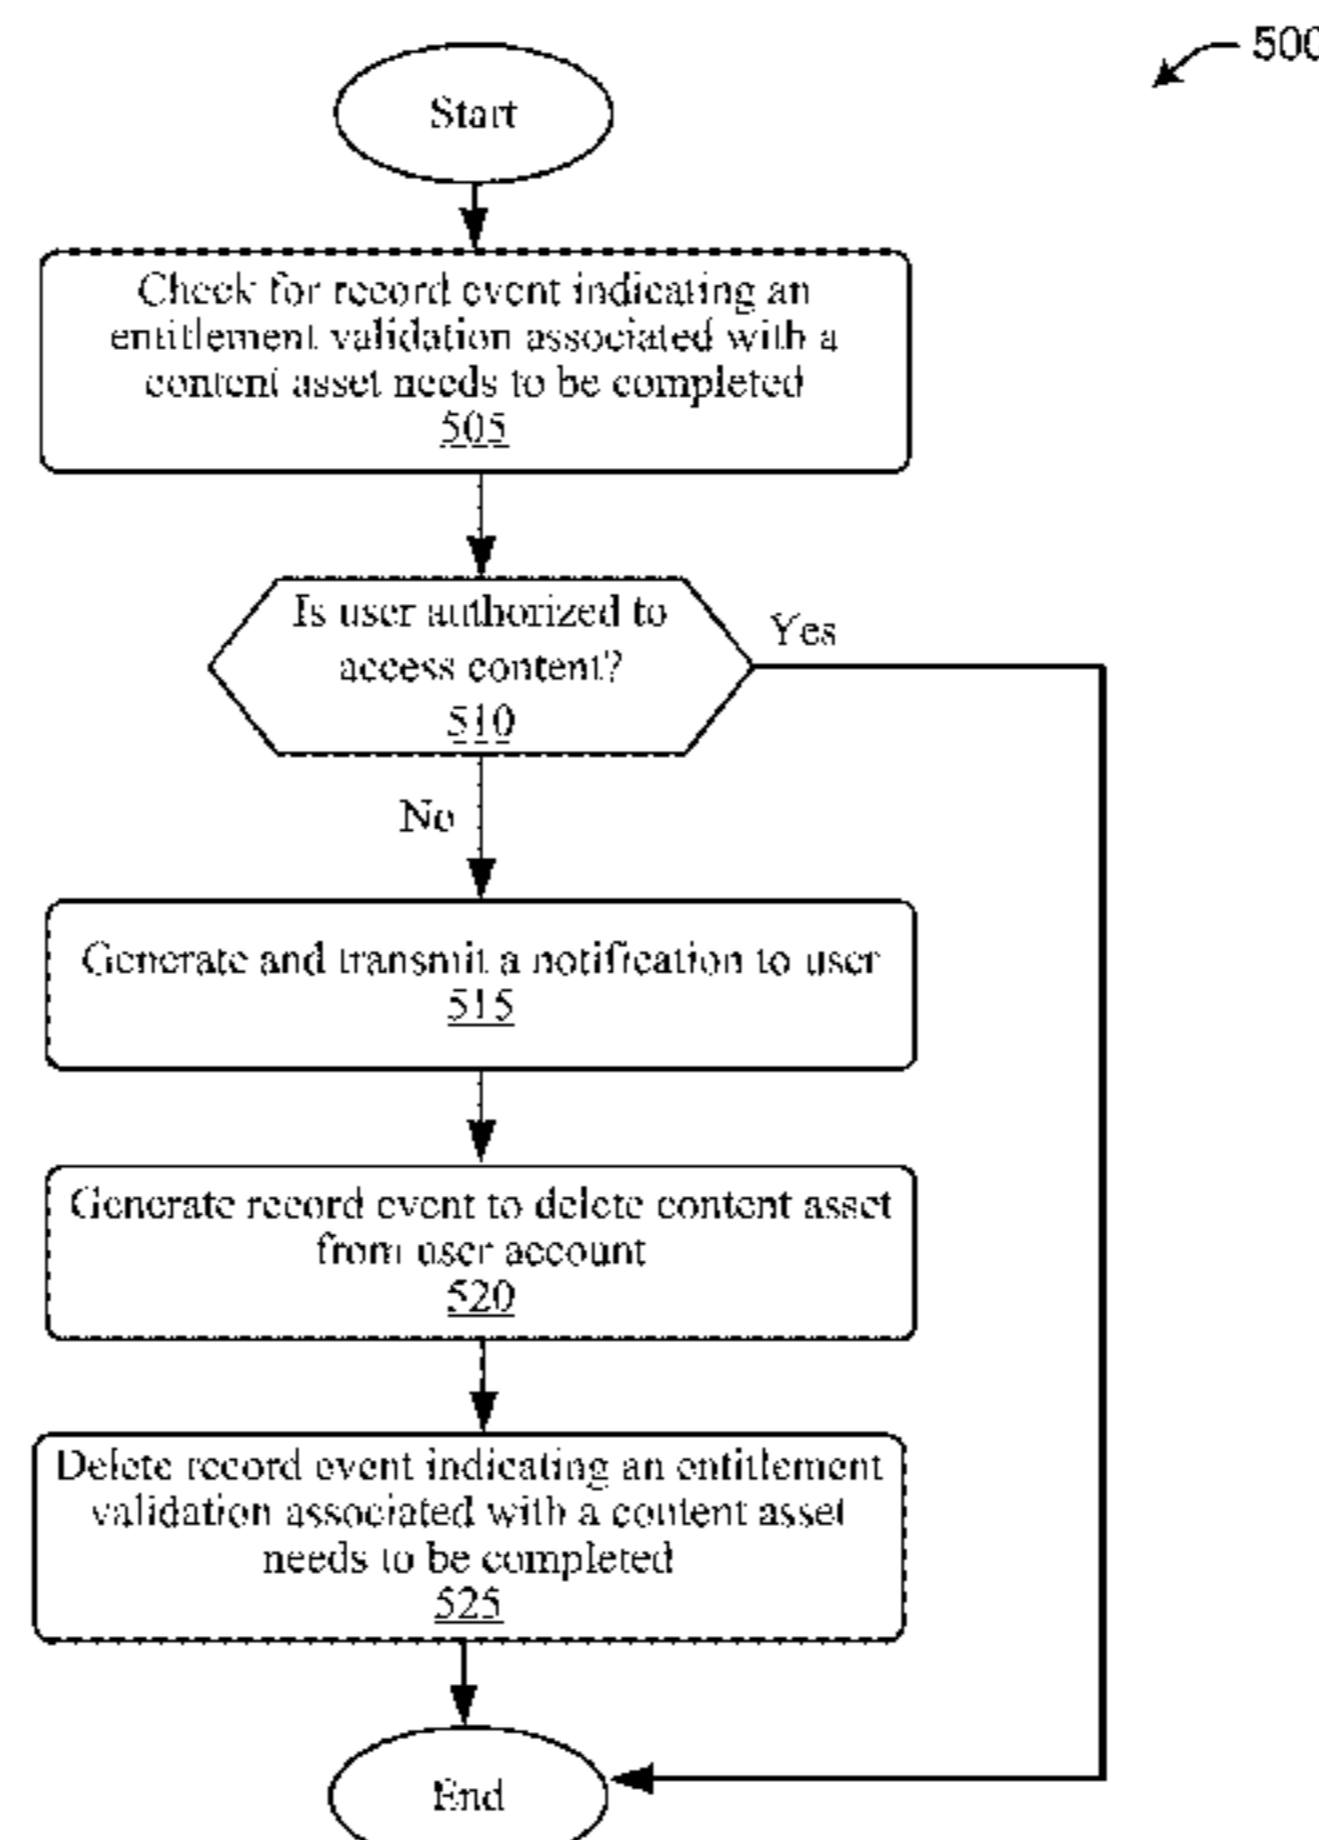 500
Start
Check for record event indicating an
entitlement validation associated with a
content asset needs to be completed
505
Is user authorized to
access content?
510
Yes
No
Generate and transmit a notification to user
515
Generate record event to delete content asset
from user account
520
Delete record event indicating an entitlement
validation associated with a content asset
needs to be completed
525
End